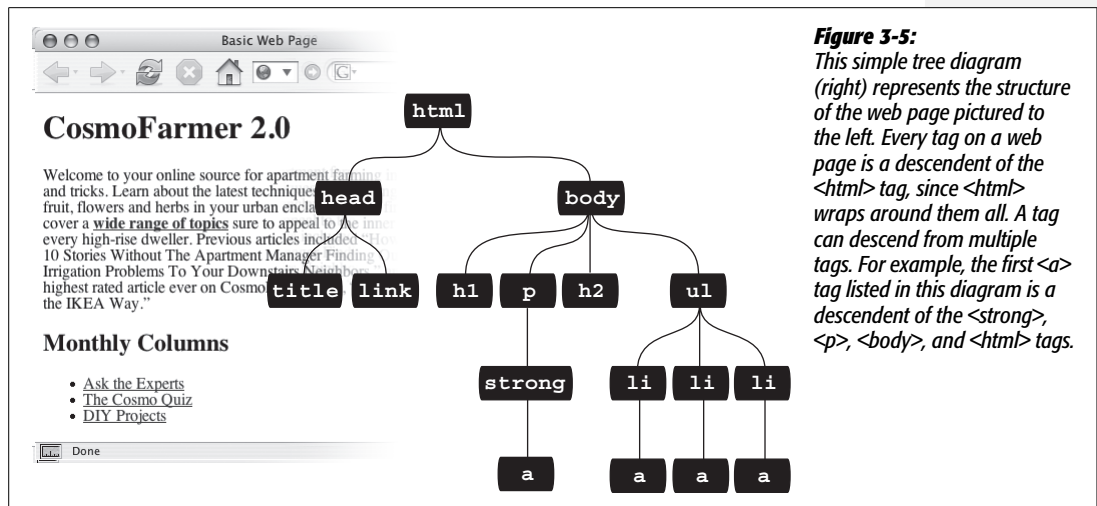 Basic Web Page
G
CosmoFarmer 2.0
Welcome to your online source for apartment farming
and tricks. Learn about the latest techniques
fruit, flowers and herbs in your urban encla
cover a wide range of topics sure to appeal to the inner
every high-rise dweller. Previous articles included “How
10 Stories Without The Apartment Manager Finding
Irrigation Problems To Your Downstairs Neighbors,”
highest rated article ever on Cosmo
the IKEA Way.”
Monthly Columns
• Ask the Experts
• The Cosmo Quiz
• DIY Projects
Done
html
head body
title link h1 p h2 ul
strong li li li
a a a a
Figure 3-5:
This simple tree diagram
(right) represents the structure
of the web page pictured to
the left. Every tag on a web
page is a descendent of the
<html> tag, since <html>
wraps around them all. A tag
can descend from multiple
tags. For example, the first <a>
tag listed in this diagram is a
descendent of the <strong>,
<p>, <body>, and <html> tags.